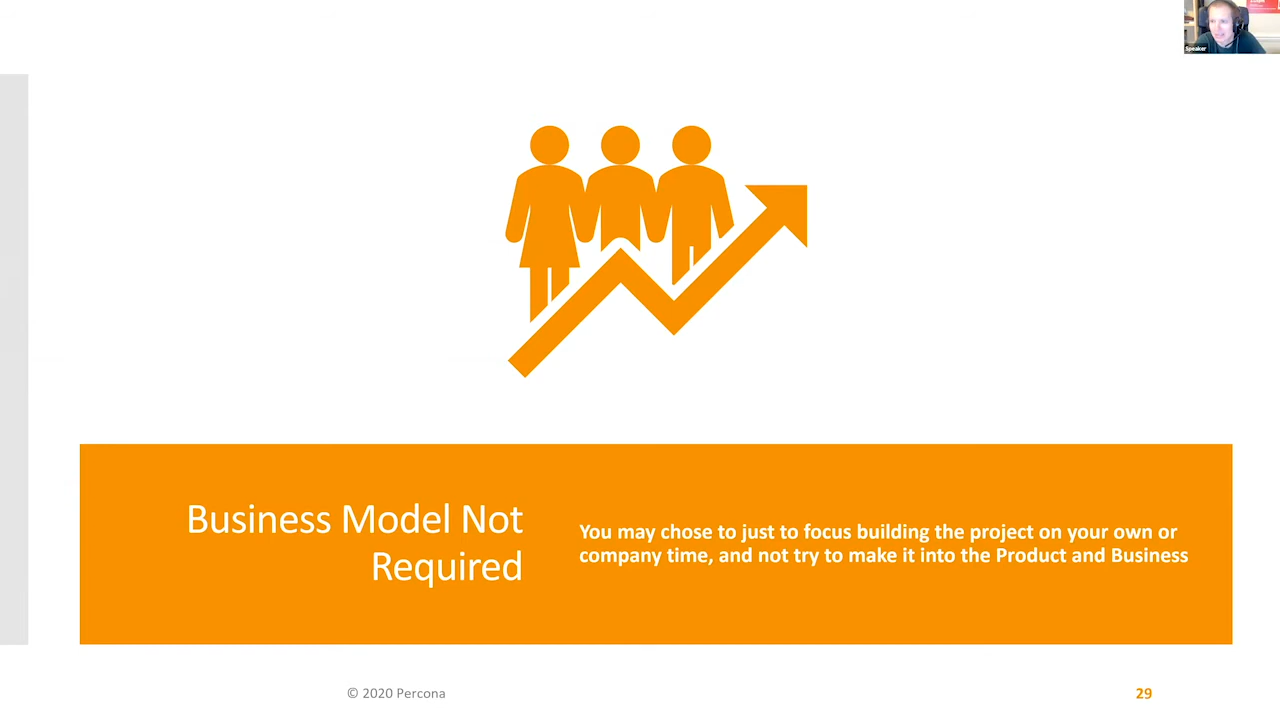 Speaker
Business Model Not
Required
You may chose to just to focus building the project on your own or
company time, and not try to make it into the Product and Business
© 2020 Percona
29